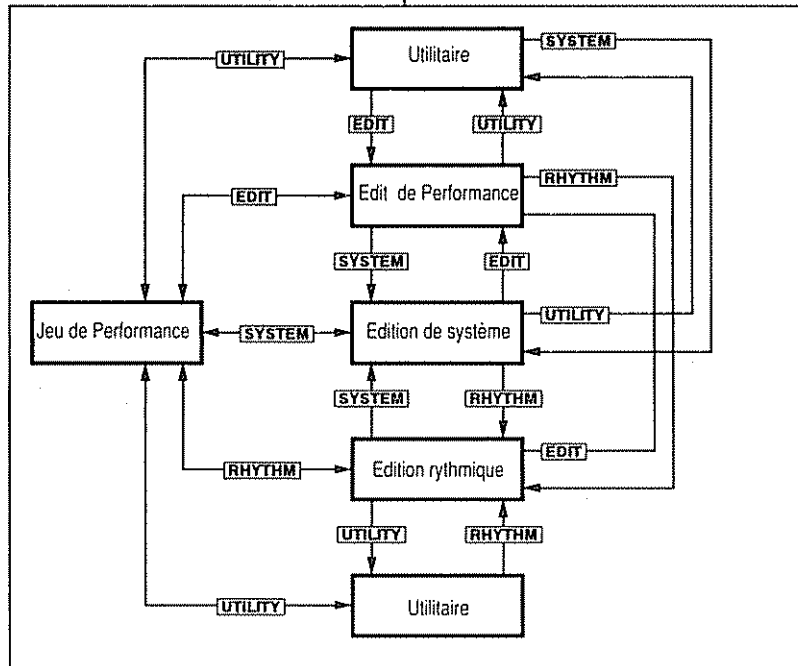 Utilitaire
SYSTEM
UTILITY
EDIT
UTILITY
Edit de Performance
RHYTHM
EDIT
SYSTEM
EDIT
Jeu de Performance
SYSTEM
Edition de système
UTILITY
SYSTEM
RHYTHM
Edition rythmique
EDIT
RHYTHM
UTILITY
RHYTHM
UTILITY
Utilitaire